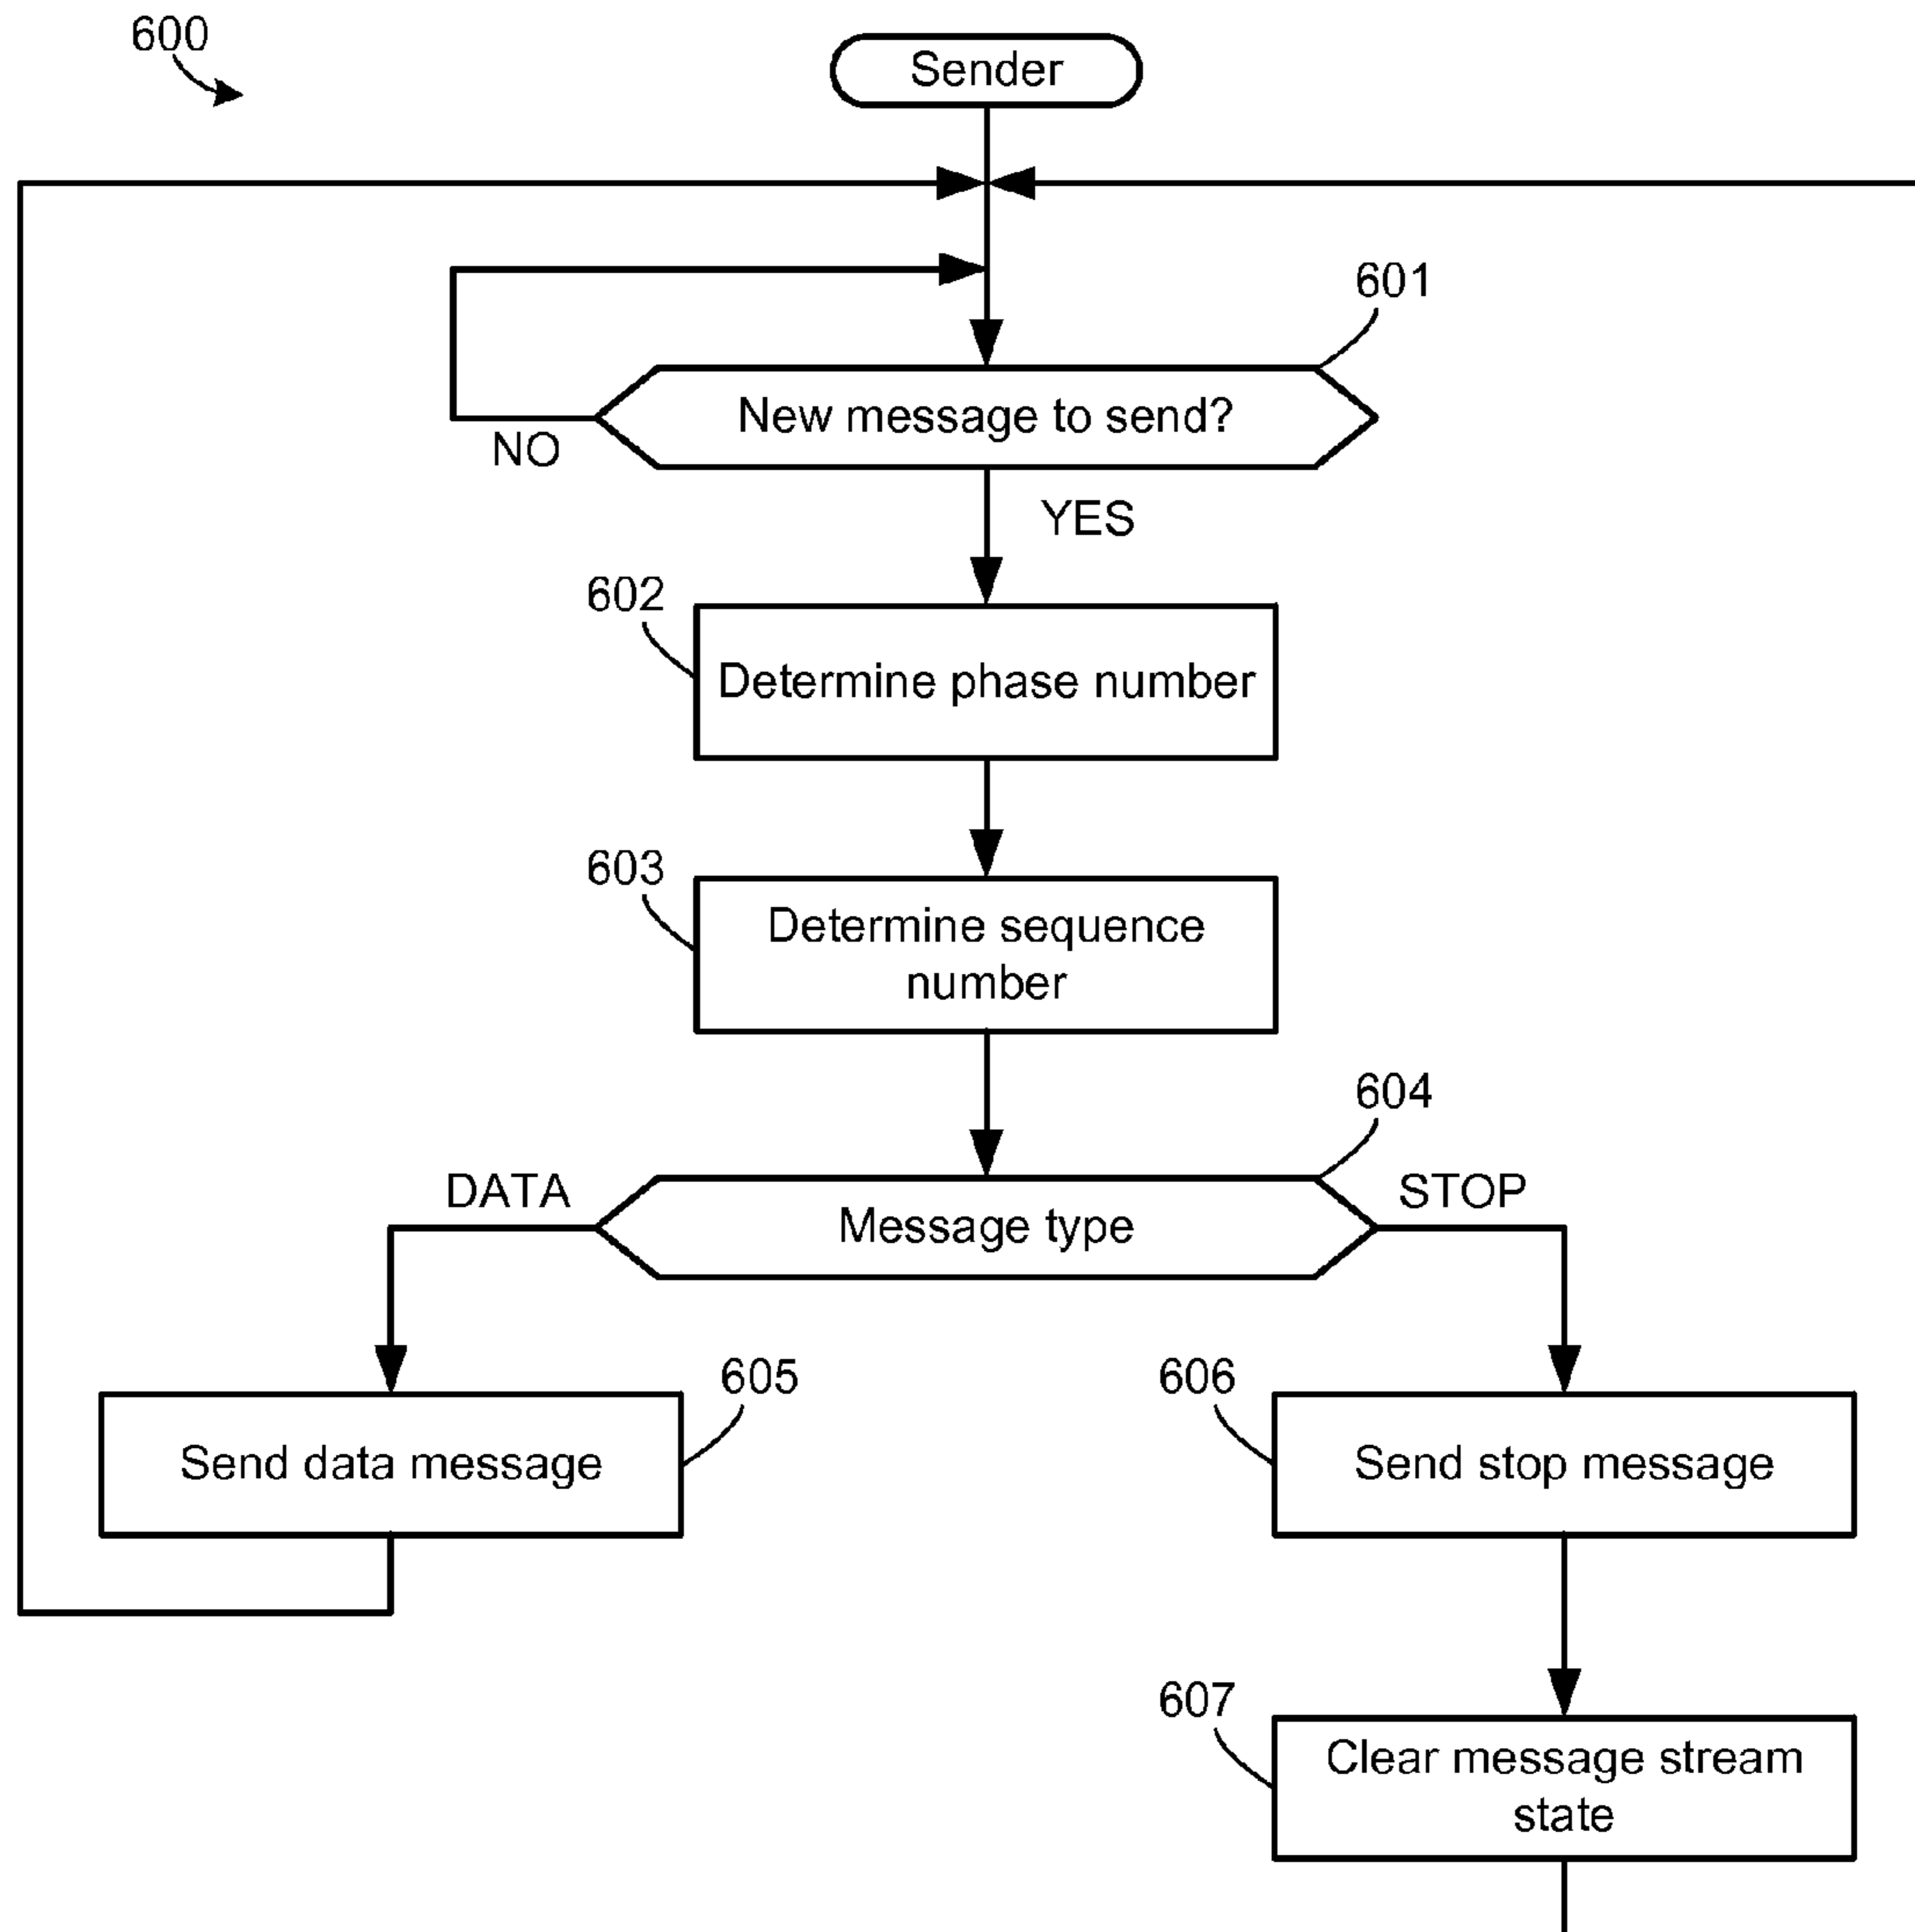 600
Sender
601
New message to send?
NO
YES
602
Determine phase number
603
Determine sequence
number
604
DATA
STOP
Message type
605
606
Send data message
Send stop message
607
Clear message stream
state